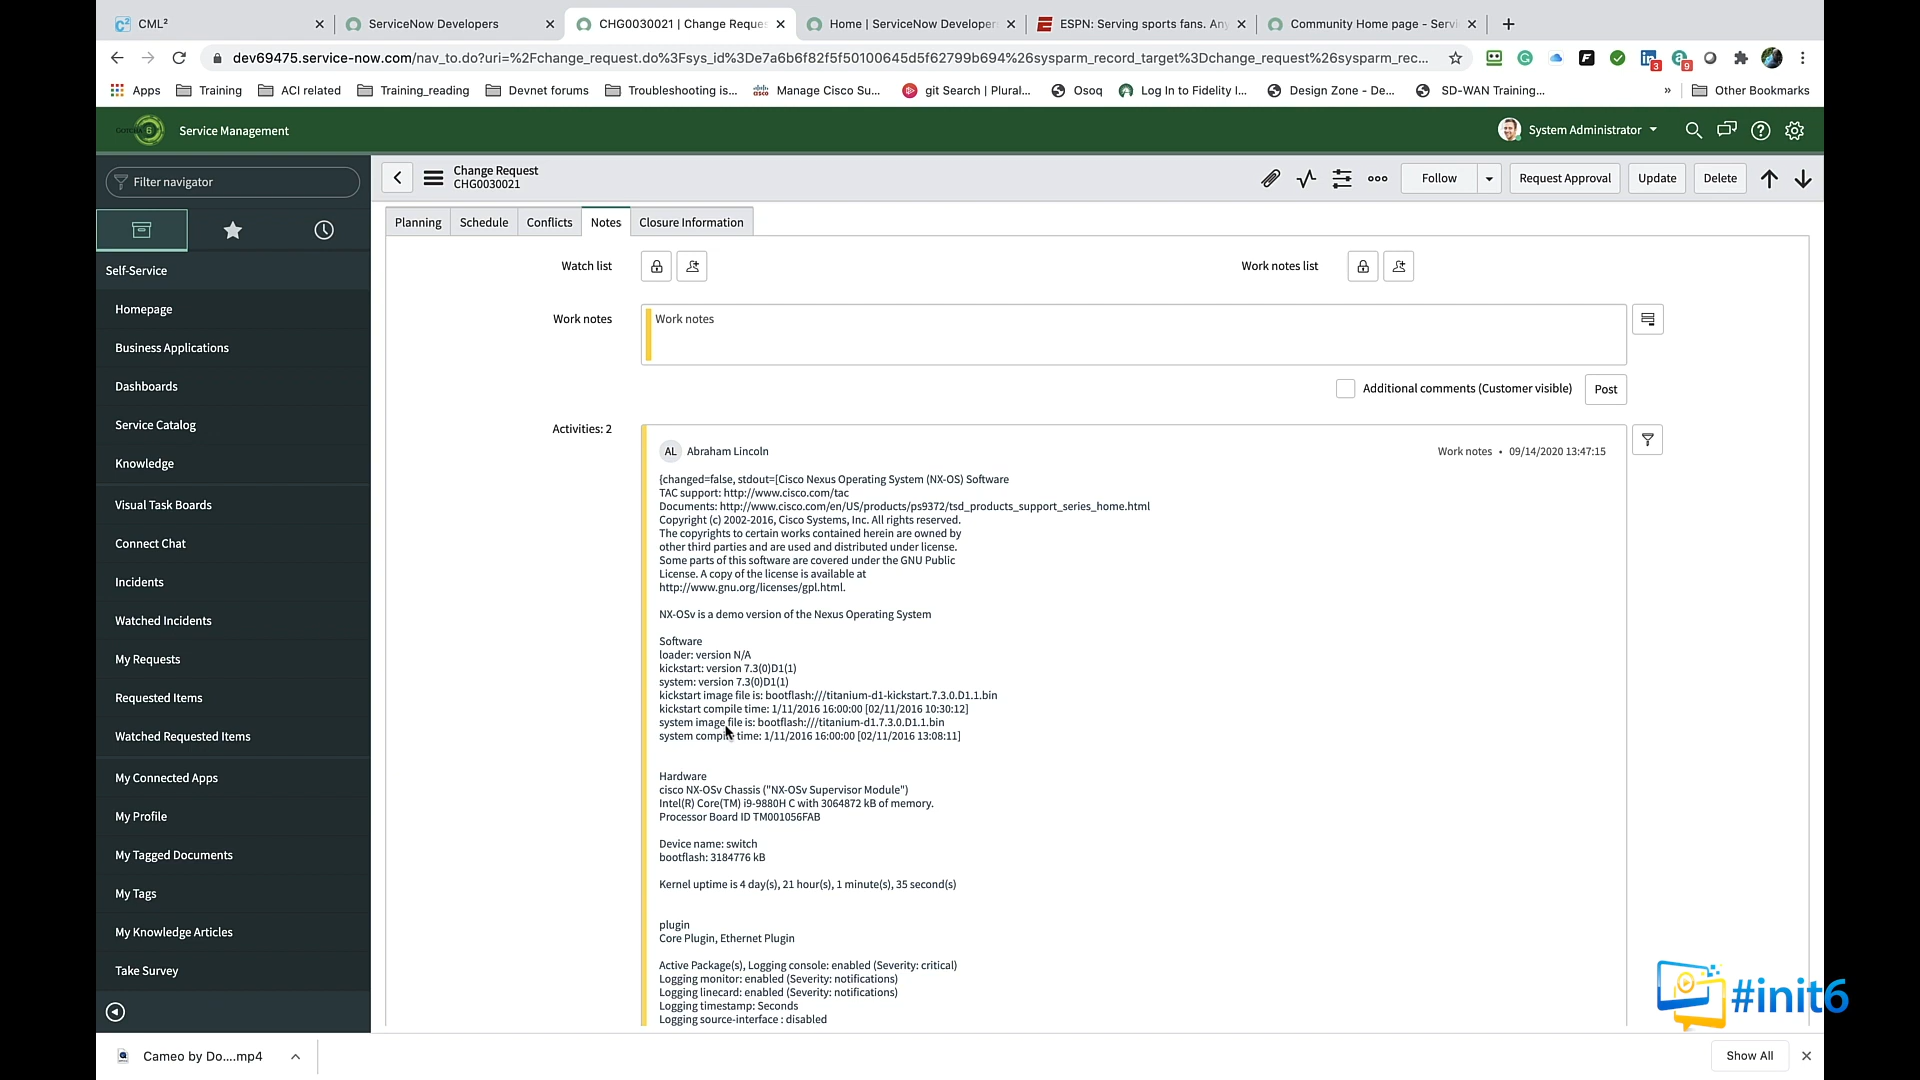 CML²
ServiceNow Developers
CHG0030021 | Change Reques
Home | ServiceNow Developer
ESPN: Serving sports fans. Any
Community Home page - Servi
dev69475.service-now.com/nav_to.do?uri=%2Fchange_request.do%3Fsys_id%3De7a6b6f82f5f50100645d5f62799b694%26sysparm_record_target%3Dchange_request%26sysparm_rec...
3
9
Apps
Training
ACI related
Training_reading
Devnet forums
Troubleshooting is...
Manage Cisco Su...
git Search | Plural...
Osoq
Log In to Fidelity I...
Design Zone - De...
SD-WAN Training...
»
Other Bookmarks
Service Management
System Administrator
Filter navigator
Change Request
CHG0030021
Follow
Request Approval
Update
Delete
Planning
Schedule
Conflicts
Notes
Closure Information
Self-Service
Homepage
Business Applications
Dashboards
Service Catalog
Knowledge
Visual Task Boards
Connect Chat
Incidents
Watched Incidents
My Requests
Requested Items
Watched Requested Items
My Connected Apps
My Profile
My Tagged Documents
My Tags
My Knowledge Articles
Take Survey
Watch list
Work notes list
Work notes
Work notes
Additional comments (Customer visible)
Post
Activities: 2
AL Abraham Lincoln
Work notes • 09/14/2020 13:47:15
{changed=false, stdout=[Cisco Nexus Operating System (NX-OS) Software
TAC support: http://www.cisco.com/tac
Documents: http://www.cisco.com/en/US/products/ps9372/tsd_products_support_series_home.html
Copyright (c) 2002-2016, Cisco Systems, Inc. All rights reserved.
The copyrights to certain works contained herein are owned by
other third parties and are used and distributed under license.
Some parts of this software are covered under the GNU Public
License. A copy of the license is available at
http://www.gnu.org/licenses/gpl.html.
NX-OSv is a demo version of the Nexus Operating System
Software
loader: version N/A
kickstart: version 7.3(0)D1(1)
system: version 7.3(0)D1(1)
kickstart image file is: bootflash:///titanium-d1-kickstart.7.3.0.D1.1.bin
kickstart compile time: 1/11/2016 16:00:00 [02/11/2016 10:30:12]
system image file is: bootflash:///titanium-d1.7.3.0.D1.1.bin
system compile time: 1/11/2016 16:00:00 [02/11/2016 13:08:11]
Hardware
cisco NX-OSv Chassis ("NX-OSv Supervisor Module")
Intel(R) Core(TM) i9-9880H C with 3064872 kB of memory.
Processor Board ID TM001056FAB
Device name: switch
bootflash: 3184776 kB
Kernel uptime is 4 day(s), 21 hour(s), 1 minute(s), 35 second(s)
plugin
Core Plugin, Ethernet Plugin
Active Package(s), Logging console: enabled (Severity: critical)
Logging monitor: enabled (Severity: notifications)
Logging linecard: enabled (Severity: notifications)
Logging timestamp: Seconds
Logging source-interface : disabled
#init6
Cameo by Do....mp4
Show All